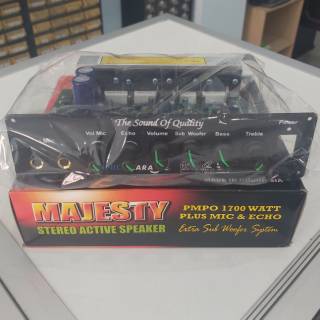 The Sound Of Quality
Vol Mic Echo Volume Sub Woofer Bass Treble
MAJESTY
STEREO ACTIVE SPEAKER
PMPO 1700 WATT
PLUS MIC & ECHO
Extra Sub Woofer System